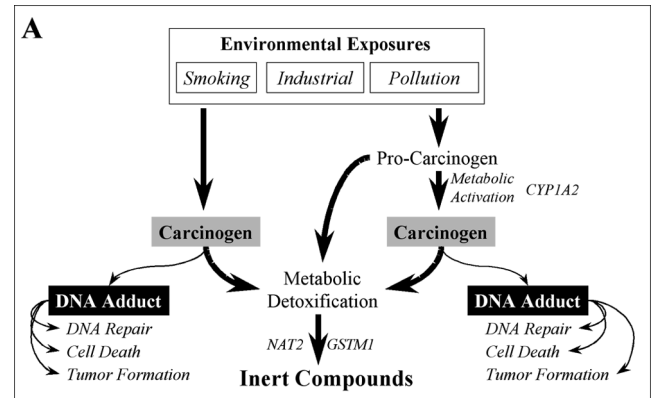 A
Environmental Exposures
Smoking Industrial Pollution
Pro-Carcinogen
Metabolic
Activation CYP1A2
Carcinogen Carcinogen
Metabolic
Detoxification
DNA Adduct DNA Adduct
DNA Repair DNA Repair
NAT2 GSTM1
Cell Death Cell Death
Tumor Formation Tumor Formation
Inert Compounds